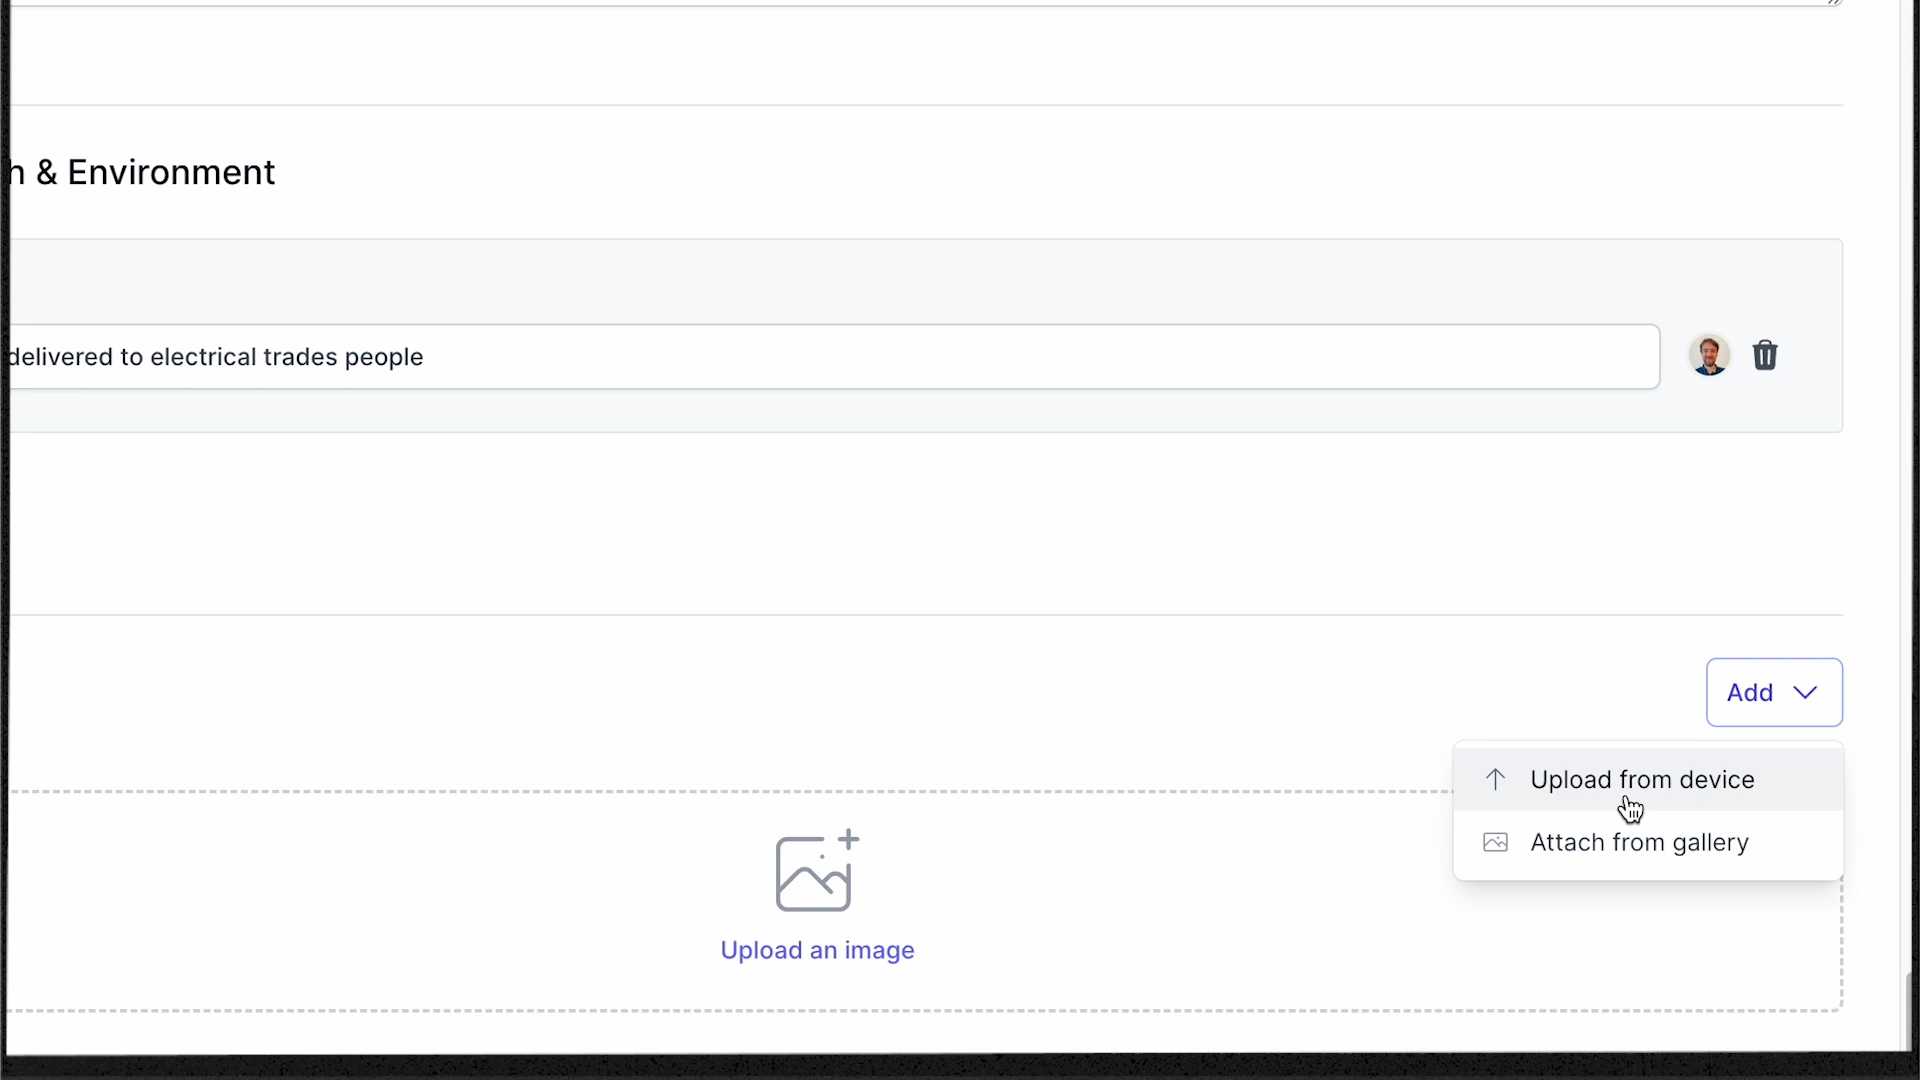 & Environment
delivered to electrical trades people
Add
Upload from device
Attach from gallery
Upload an image